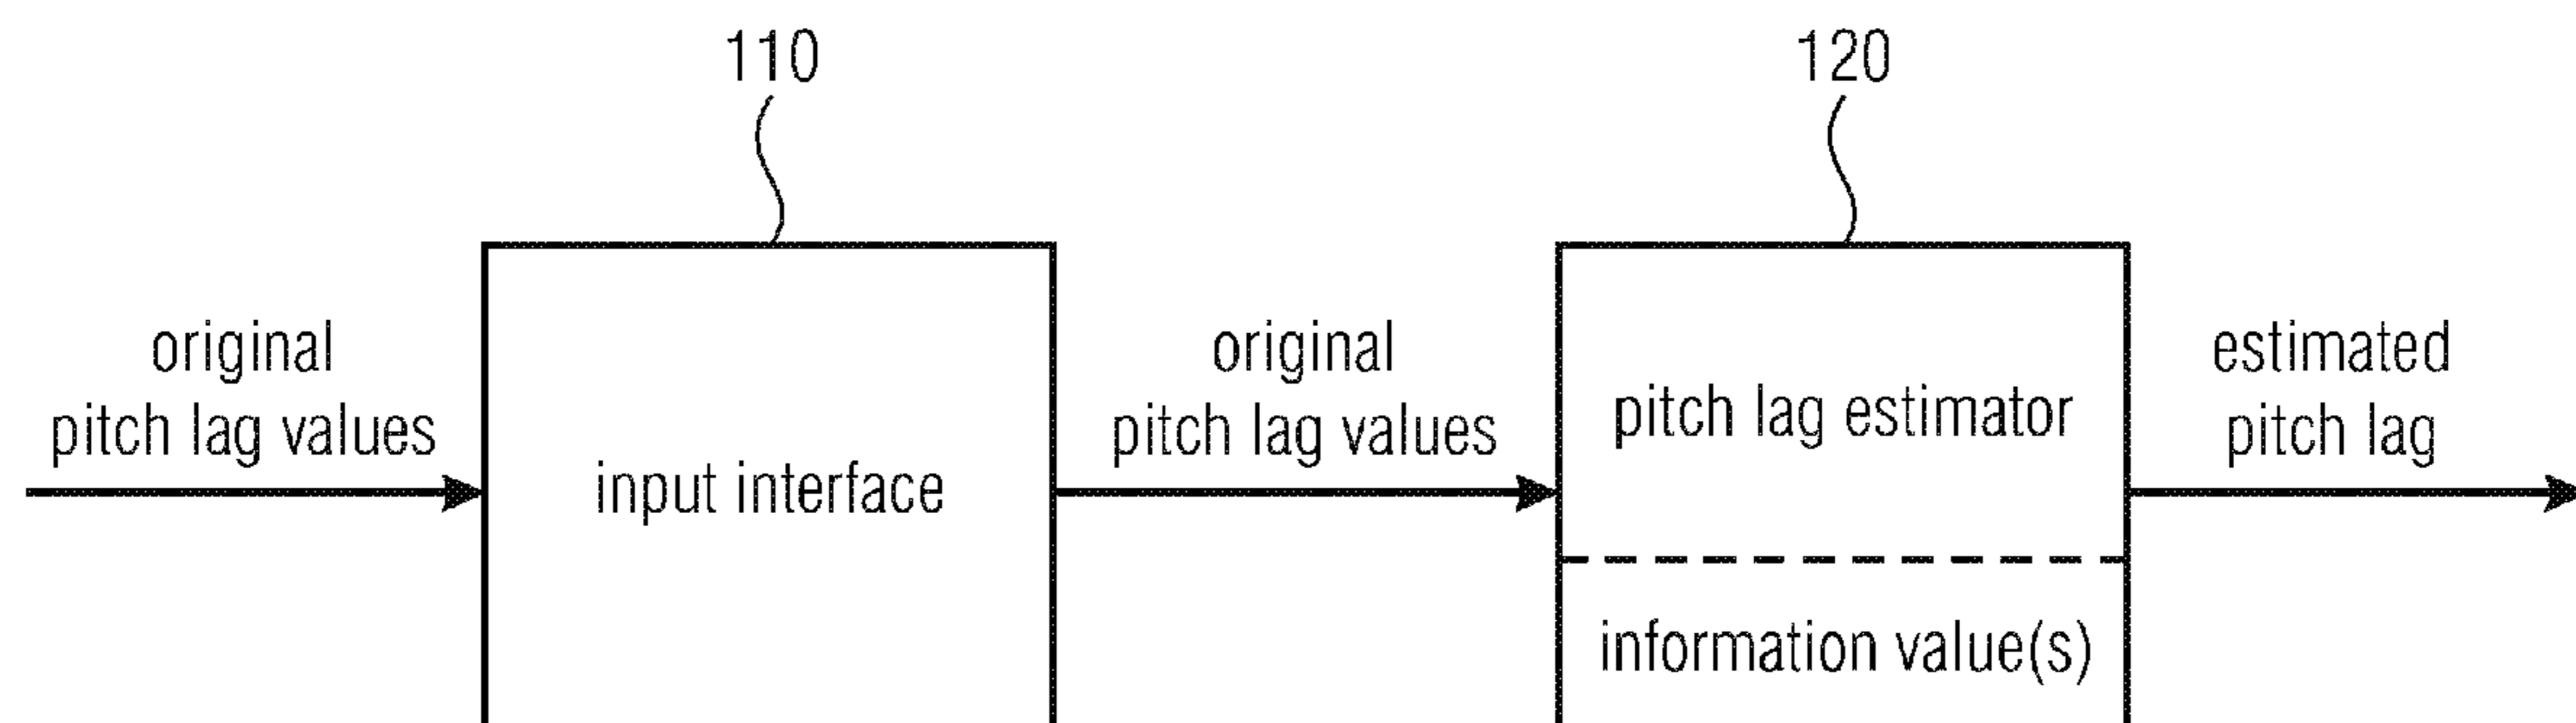 110
120
original
pitch lag values
input interface
original
pitch lag values
pitch lag estimator
information value(s)
estimated
pitch lag